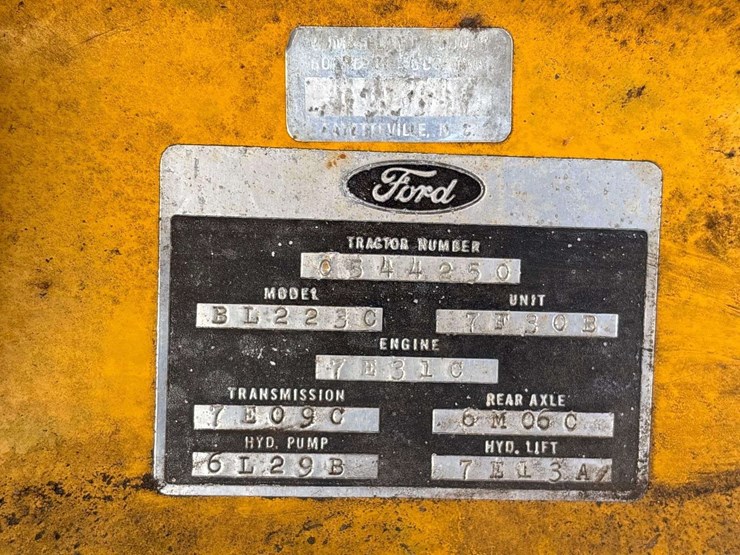 Ford
TRACTOR NUMBER
C544250
MODEL UNIT
BL223C 7F30B
ENGINE
7E31C
TRANSMISSION REAR AXLE
7E09C 6M06C
HYD. PUMP HYD. LIFT
6L29B 7E13A